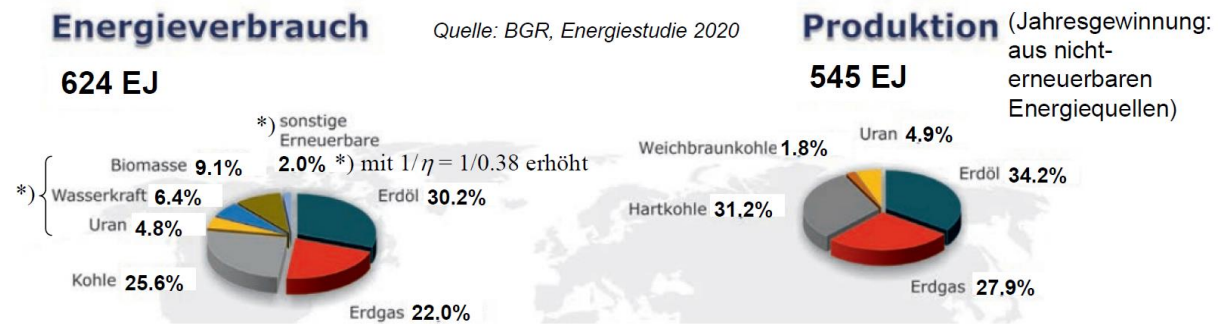 Energieverbrauch
Quelle: BGR, Energiestudie 2020
624 EJ
*) sonstige
Erneuerbare
2.0% *) mit 1/η = 1/0.38 erhöht
Biomasse 9.1%
*) Wasserkraft 6.4%
Uran 4.8%
Kohle 25.6%
Erdöl 30.2%
Erdgas 22.0%
Produktion (Jahresgewinnung:
aus nicht-
erneuerbaren
Energiequellen)
545 EJ
Weichbraunkohle 1.8%
Uran 4.9%
Erdöl 34.2%
Hartkohle 31,2%
Erdgas 27,9%